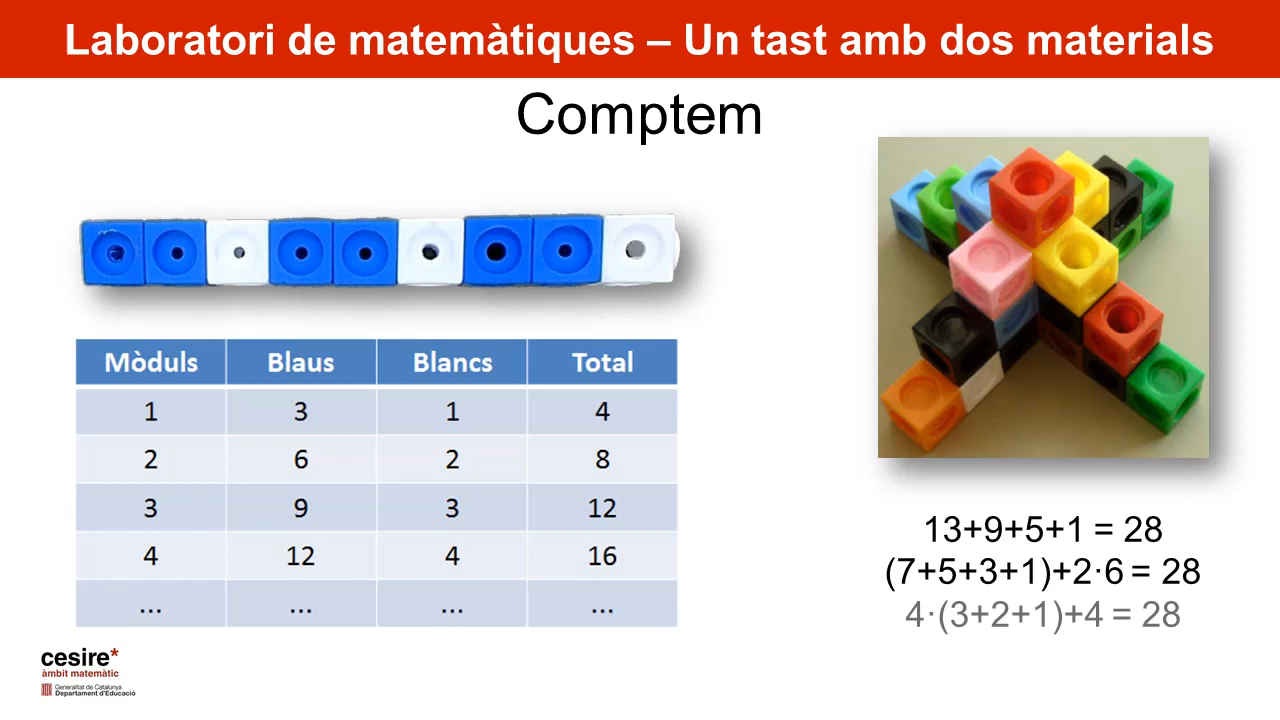 Laboratori de matemàtiques – Un tast amb dos materials
Comptem
Mòduls Blaus Blancs Total
1 3 1 4
2 6 2 8
3 9 3 12
4 12 4 16
... ... ... ...
13+9+5+1 = 28
(7+5+3+1)+2·6 = 28
4·(3+2+1)+4 = 28
cesire*
àmbit matemàtic
Generalitat de Catalunya
Departament d'Educació